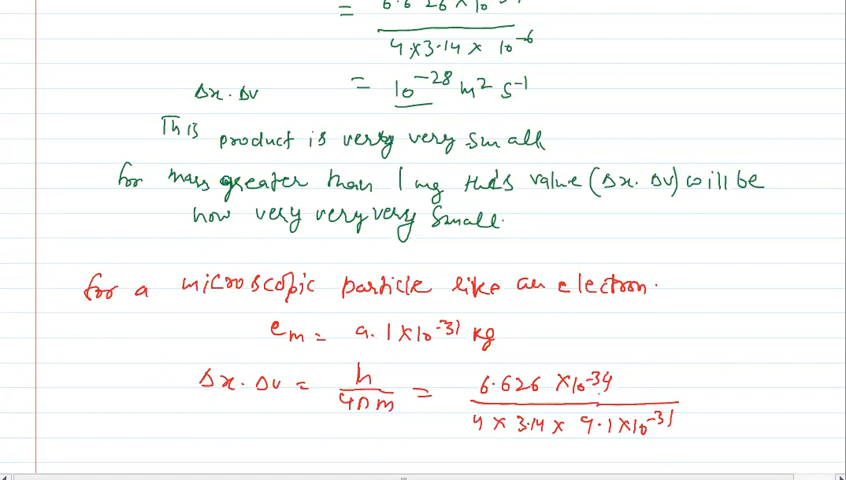 = 6.626 × 10
4 × 3.14 × 10⁻⁶
Δx. Δv = 10⁻²⁸ m² s⁻¹
This product is very very small
for mass greater than 1 mg this value (Δx. Δv) will be
now very very very small.
for a microscopic particle like an electron.
eₘ = 9.1 × 10⁻³¹ kg
Δx. Δv = h / 4πm = 6.626 × 10⁻³⁴ / 4 × 3.14 × 9.1 × 10⁻³¹